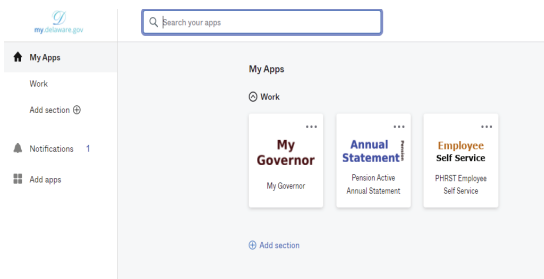 my.delaware.gov
Search your apps
My Apps
Work
Add section
Notifications 1
Add apps
My Apps
Work
My
Governor
My Governor
Annual
Statement
Pension
Pension Active
Annual Statement
Employee
Self Service
PHRST Employee
Self Service
Add section